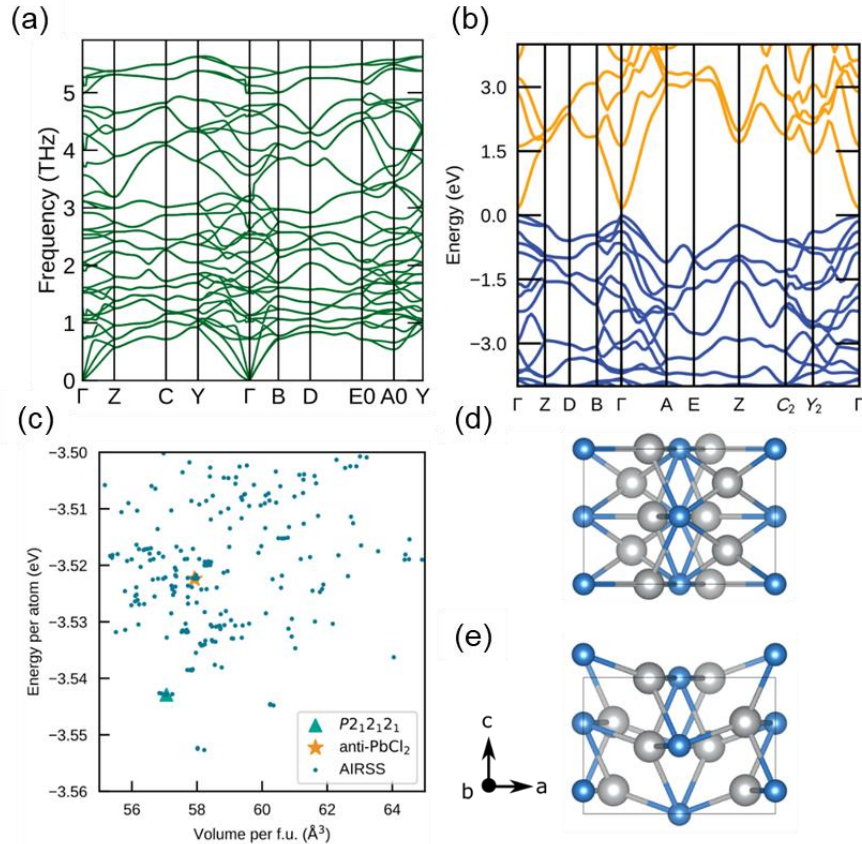 (a)
(b)
Frequency (THz)
5
4
3
2
1
0
Γ Z C Y Γ B D E0 A0 Y
Energy (eV)
3.0
1.5
0.0
−1.5
−3.0
Γ Z D B Γ A E Z C₂ Y₂ Γ
(c)
(d)
Energy per atom (eV)
−3.50
−3.51
−3.52
−3.53
−3.54
−3.55
−3.56
P2₁2₁2₁
anti-PbCl₂
AIRSS
56 58 60 62 64
Volume per f.u. (Å³)
(e)
c
b
a